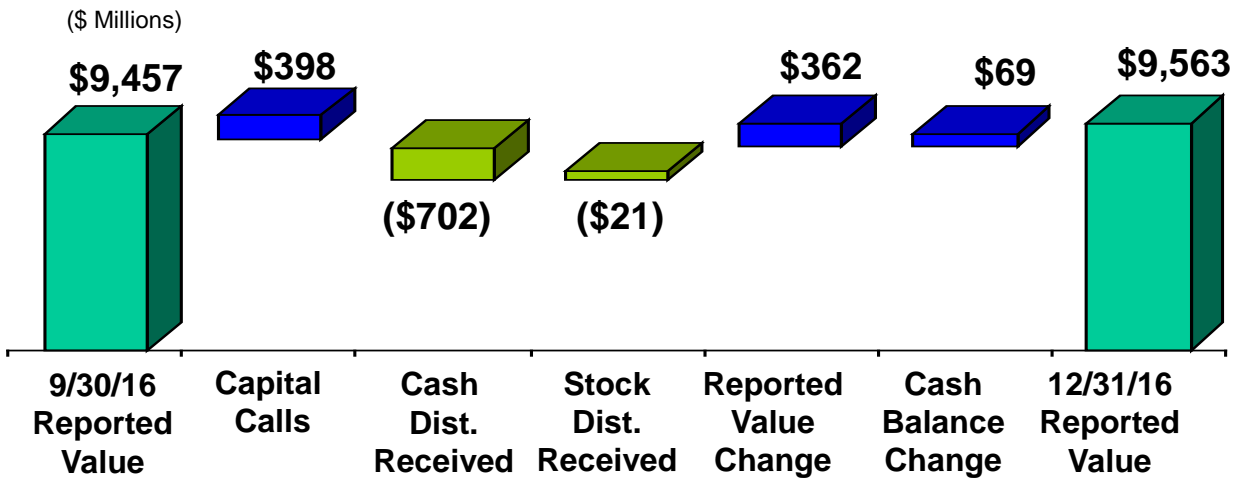 ($ Millions)
$9,457
$398
($702)
($21)
$362
$69
$9,563
9/30/16
Reported
Value
Capital
Calls
Cash
Dist.
Received
Stock
Dist.
Received
Reported
Value
Change
Cash
Balance
Change
12/31/16
Reported
Value